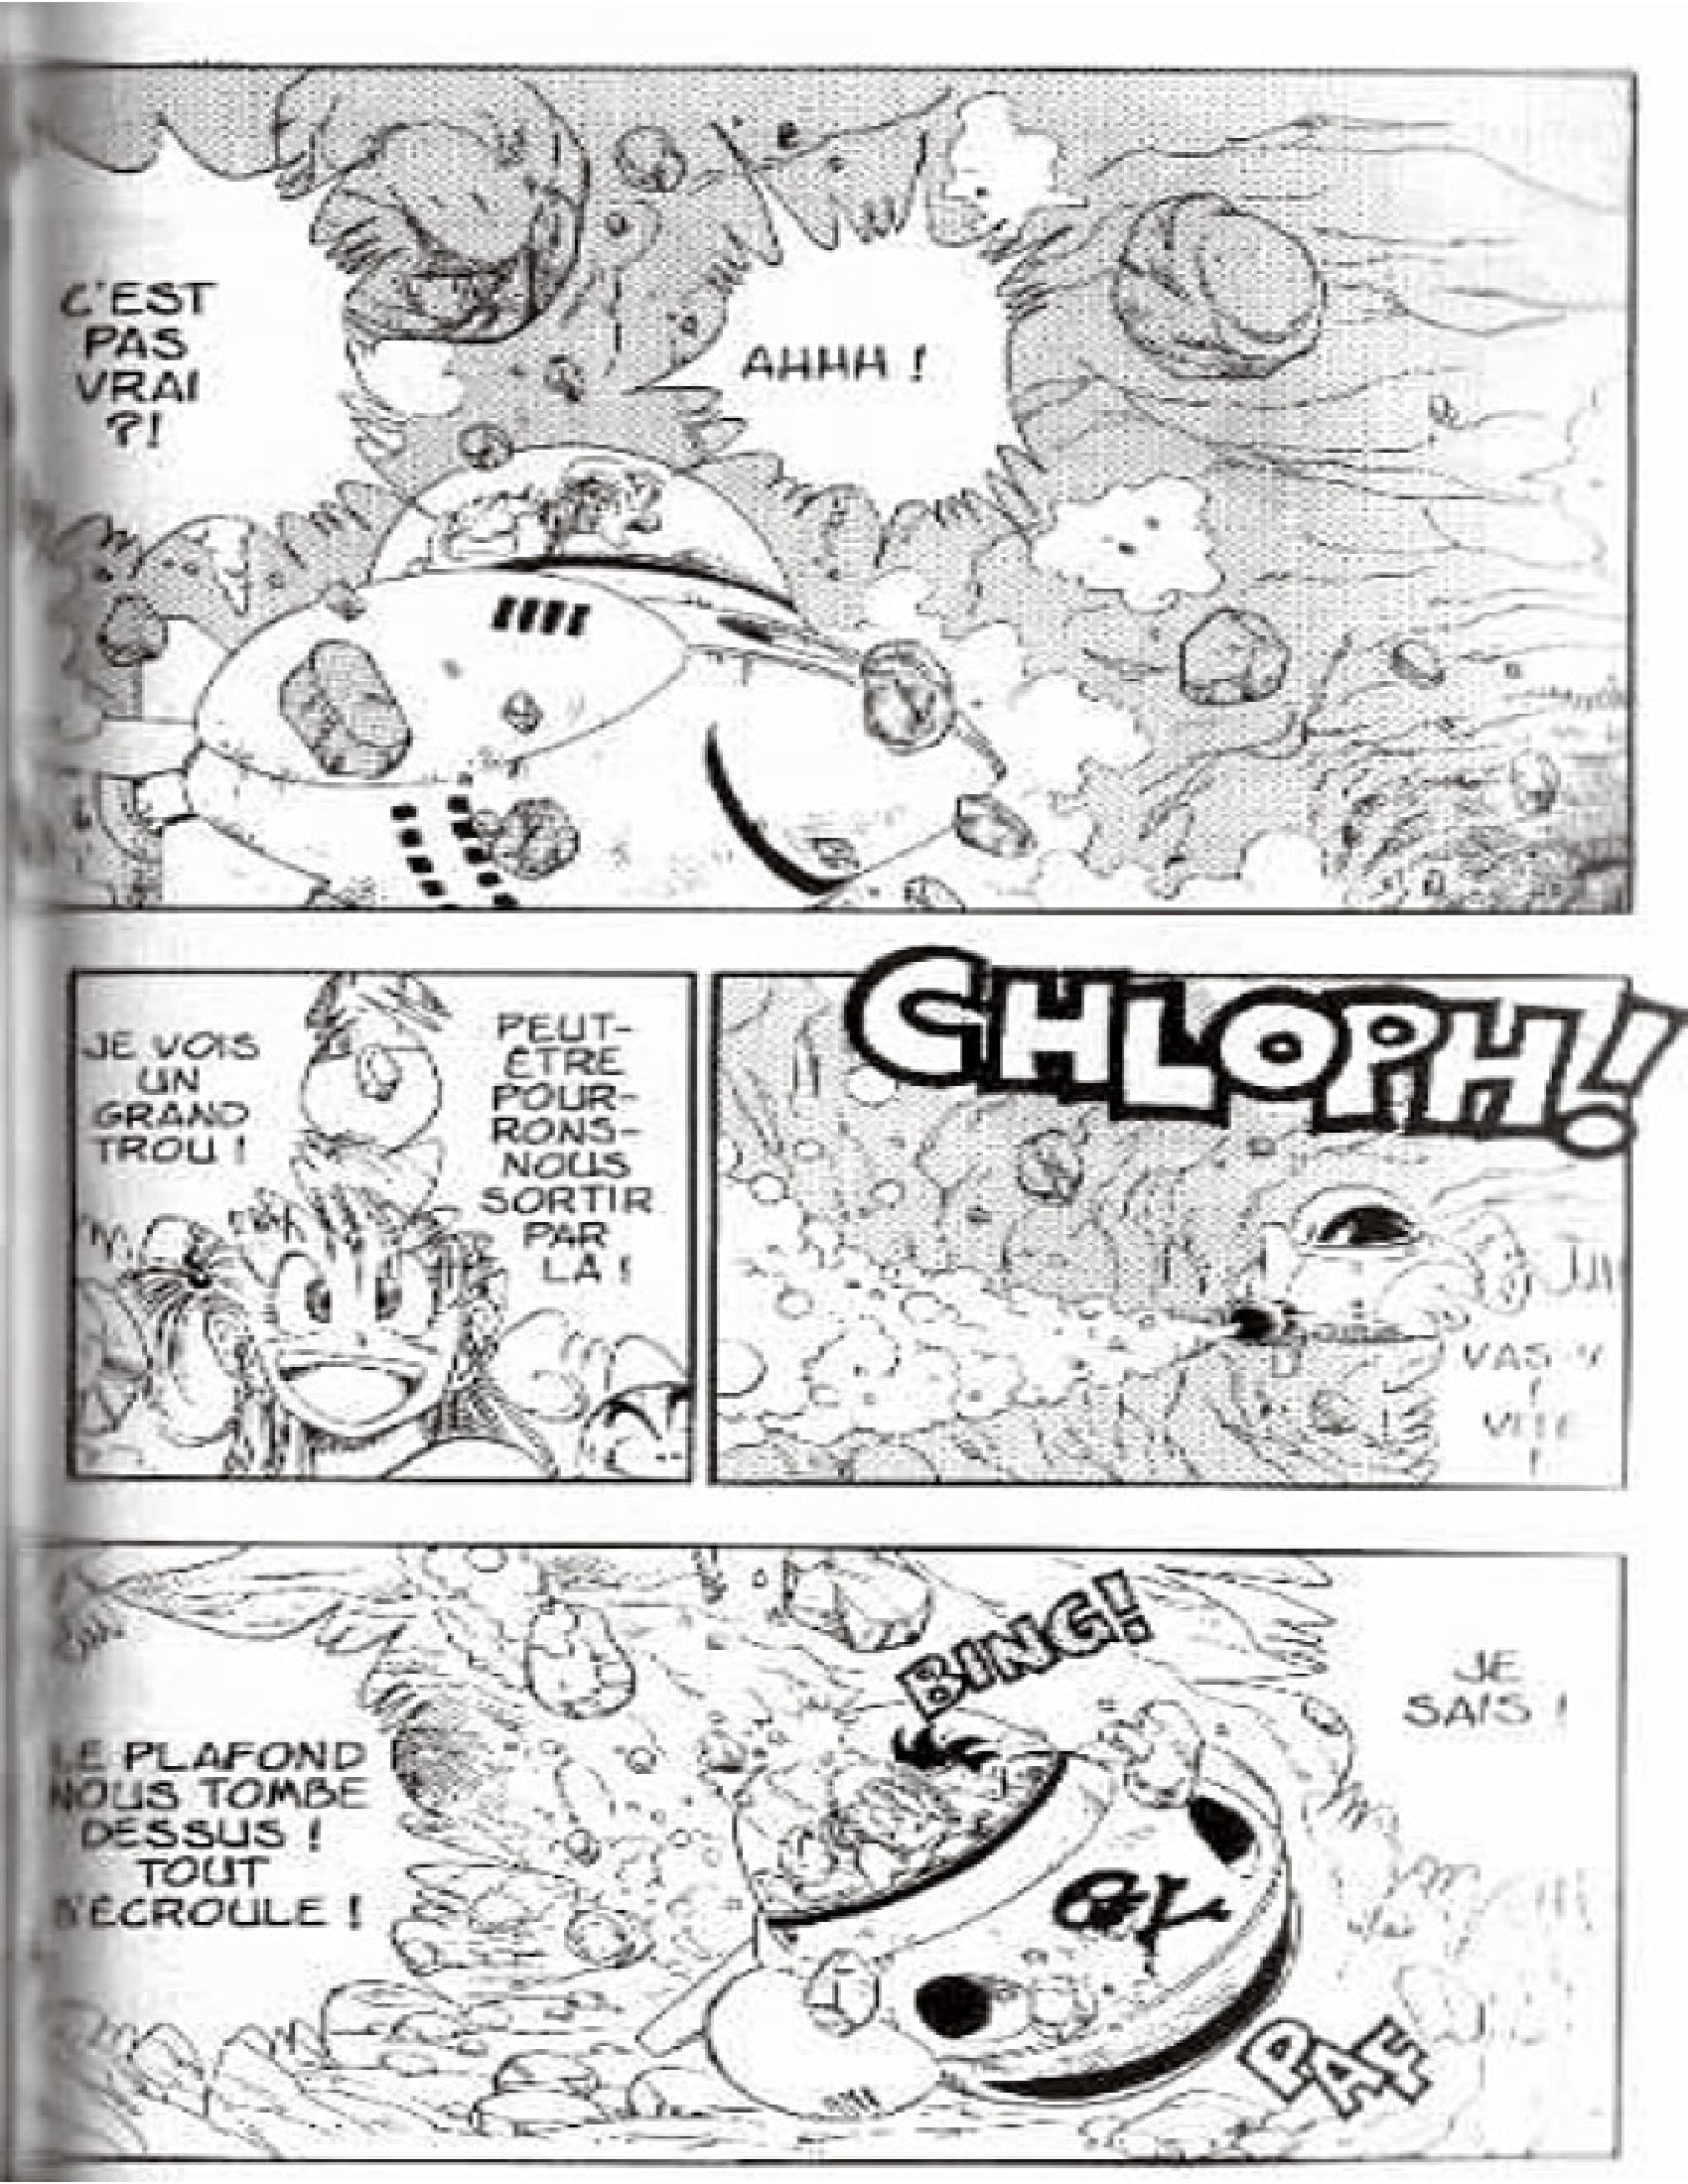 C'EST
PAS
VRAI
?!
AHHH !
JE VOIS
UN
GRAND
TROU !
PEUT-
ÊTRE
POUR-
RONS-
NOUS
SORTIR
PAR
LÀ !
CHLOPH!
VAS-Y
!
VITE
!
LE PLAFOND
NOUS TOMBE
DESSUS !
TOUT
S'ÉCROULE !
BING!
JE
SAIS !
PAF